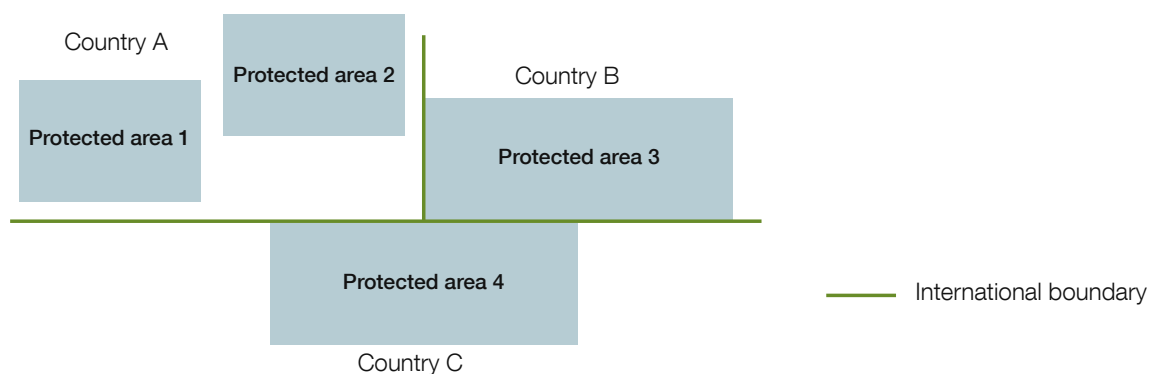 Country A
Protected area 2
Country B
Protected area 1
Protected area 3
Protected area 4
International boundary
Country C